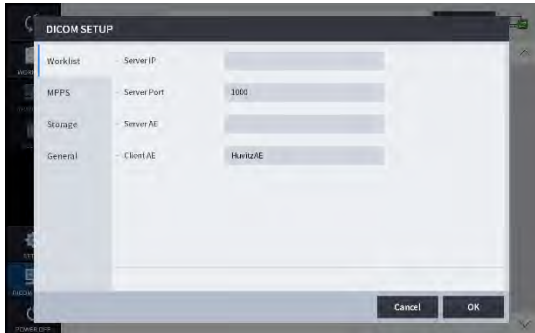 DICOM SETUP
Worklist
- Server IP
MPPS
- Server Port
1000
Storage
- Server AE
General
- Client AE
HuvitzAE
Cancel
OK
POWER OFF